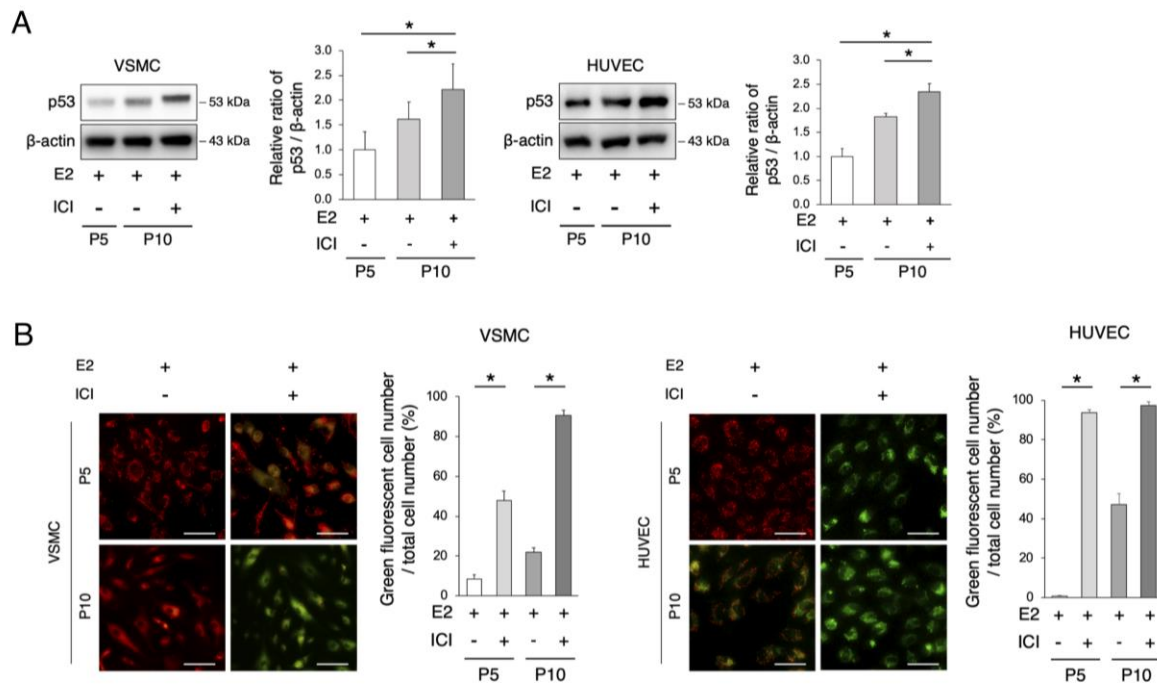 A
VSMC
p53
– 53 kDa
β-actin
– 43 kDa
E2 + + +
ICI - - +
P5 P10
Relative ratio of
p53 / β-actin
3.0
2.5
2.0
1.5
1.0
0.5
0.0
* 
*
E2 + + +
ICI - - +
P5 P10
HUVEC
p53
– 53 kDa
β-actin
– 43 kDa
E2 + + +
ICI - - +
P5 P10
Relative ratio of
p53 / β-actin
3.0
2.5
2.0
1.5
1.0
0.5
0.0
*
*
E2 + + +
ICI - - +
P5 P10
B
E2 + +
ICI - +
VSMC
P5
P10
VSMC
Green fluorescent cell number
/ total cell number (%)
100
80
60
40
20
0
* *
E2 + + + +
ICI - + - +
P5 P10
E2 + +
ICI - +
HUVEC
P5
P10
HUVEC
Green fluorescent cell number
/ total cell number (%)
100
80
60
40
20
0
* *
E2 + + + +
ICI - + - +
P5 P10